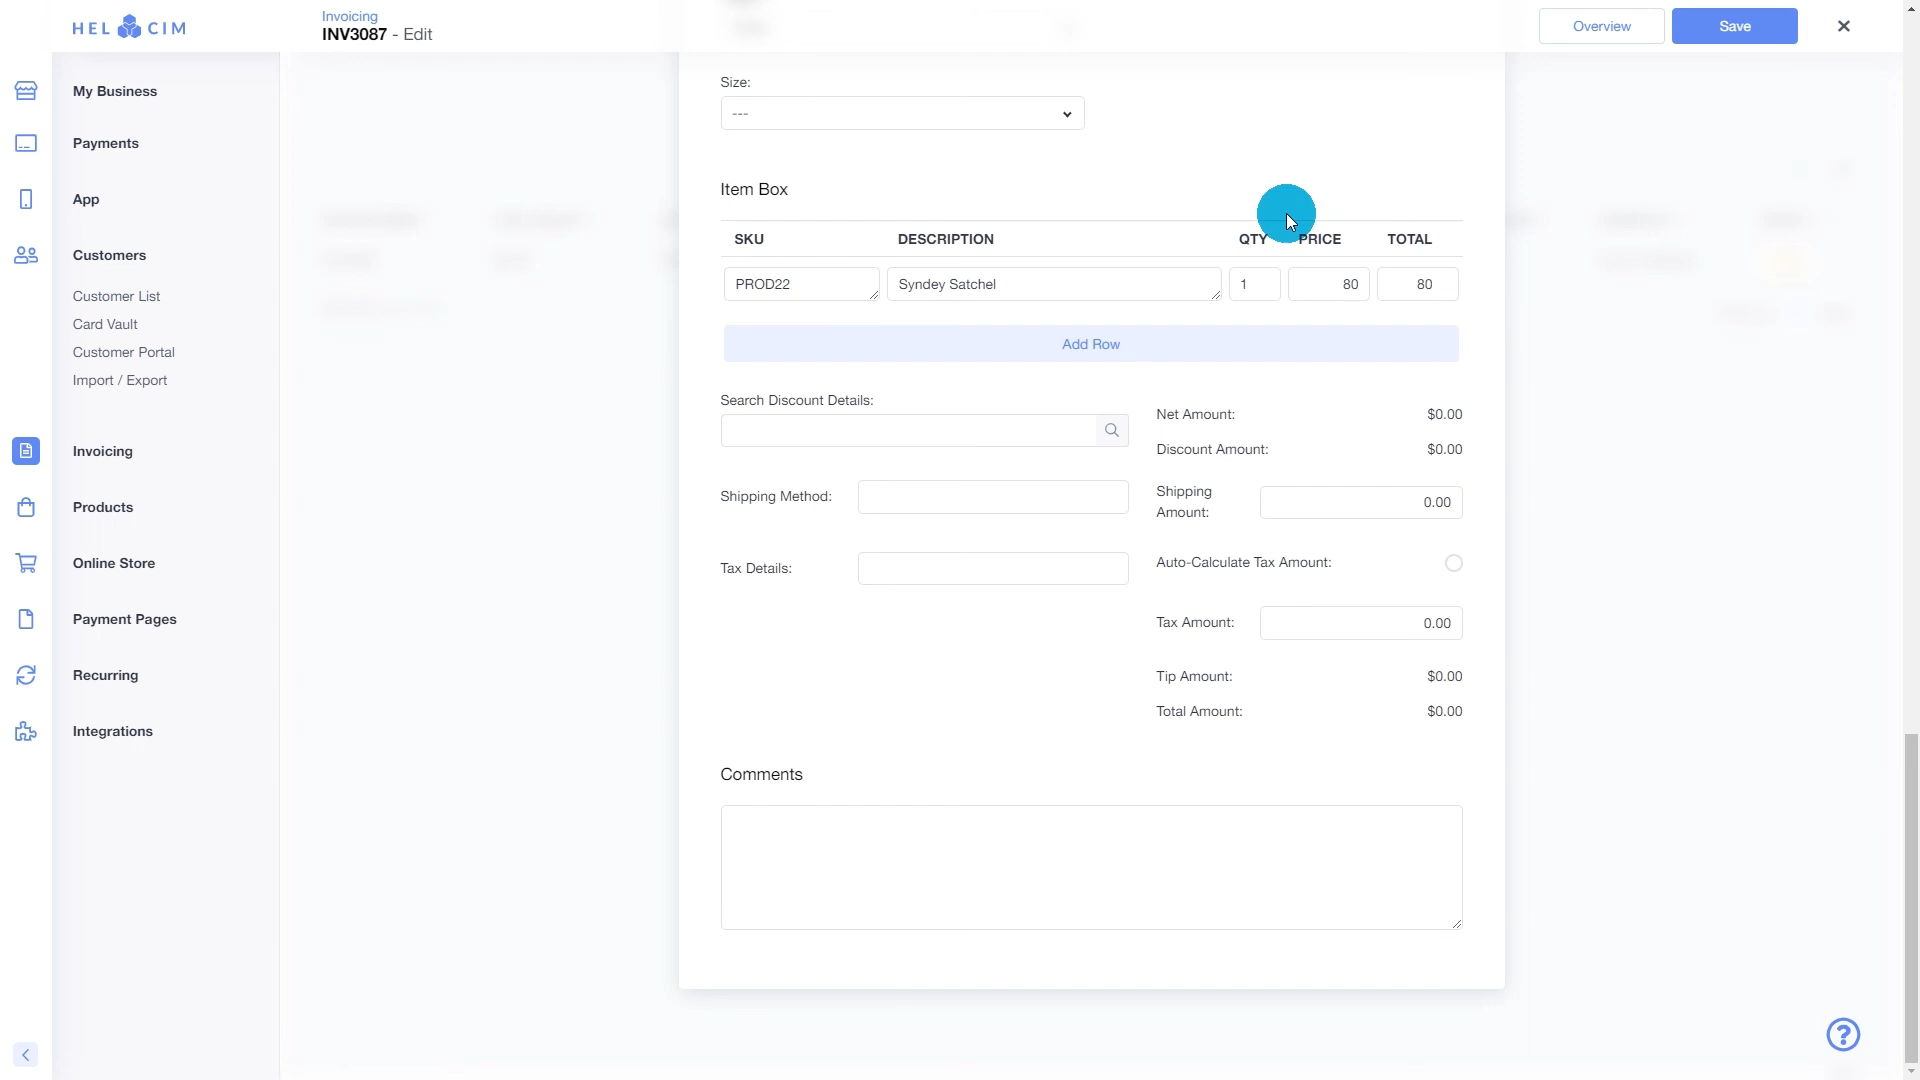 HELCIM
Invoicing
INV3087 - Edit
Overview
Save
My Business
Payments
App
Customers
Customer List
Card Vault
Customer Portal
Import / Export
Invoicing
Products
Online Store
Payment Pages
Recurring
Integrations
Size:
---
Item Box
SKU DESCRIPTION QTY PRICE TOTAL
PROD22 Syndey Satchel 1 80 80
Add Row
Search Discount Details:
Net Amount: $0.00
Discount Amount: $0.00
Shipping Method:
Shipping
Amount: 0.00
Tax Details:
Auto-Calculate Tax Amount:
Tax Amount: 0.00
Tip Amount: $0.00
Total Amount: $0.00
Comments